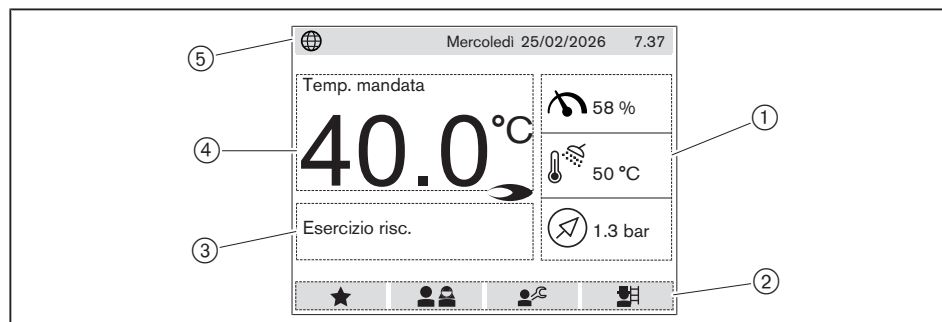 Mercoledì 25/02/2026 7.37
Temp. mandata
40.0°C
58 %
50 °C
1.3 bar
Esercizio risc.
5
4
3
1
2